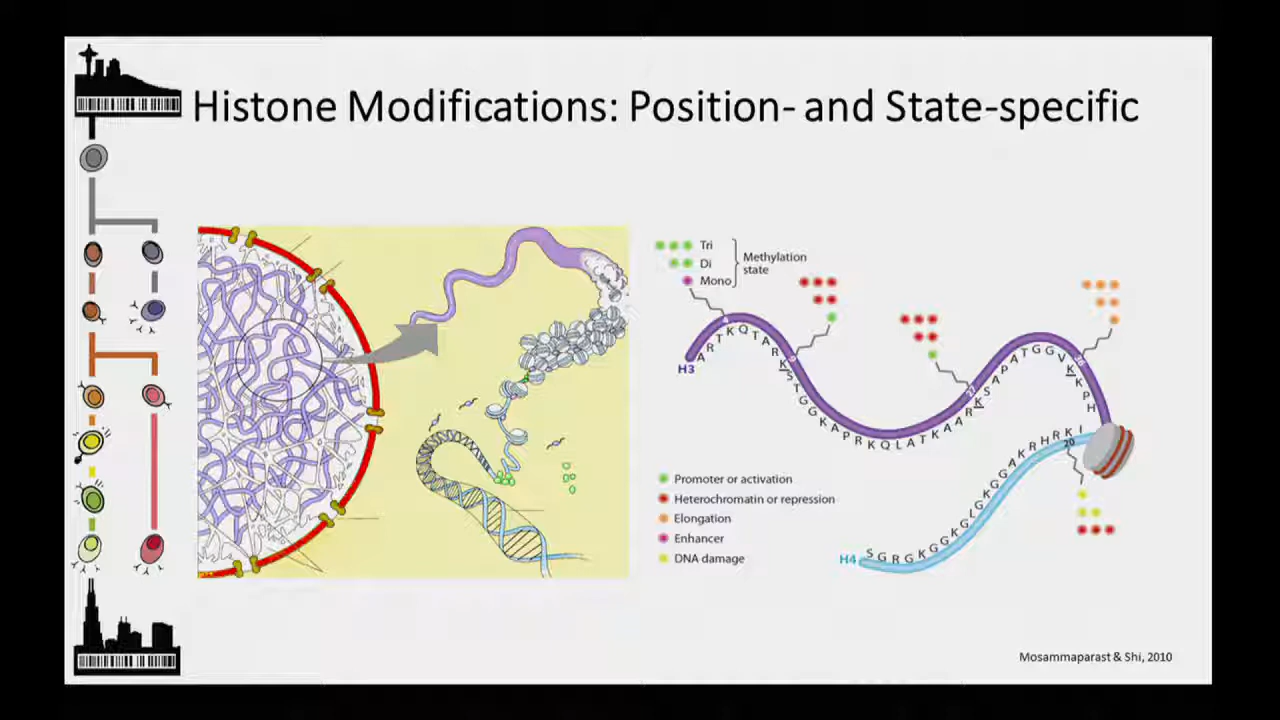 Histone Modifications: Position- and State-specific
Tri
Di
Mono
Methylation
state
H3
A R T K Q T A R K S T G G K A P R K Q L A T K A A R K S A P A T G G V K K P H
Promoter or activation
Heterochromatin or repression
Elongation
Enhancer
DNA damage
H4
S G R G K G G K G L G K G G A K R H R K I
20
Mosammaparast & Shi, 2010